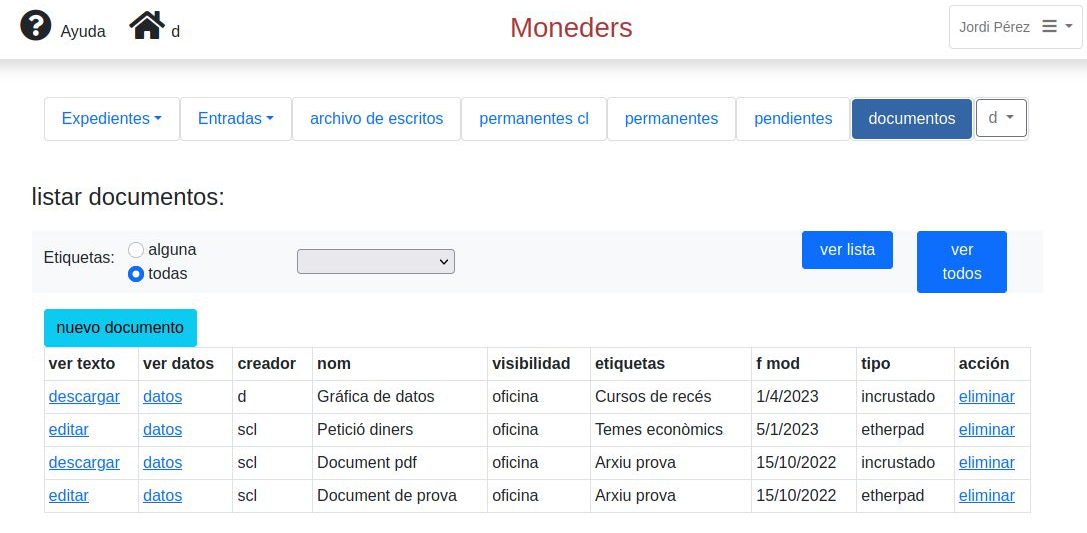 Ayuda d Moneders Jordi Pérez
Expedientes Entradas archivo de escritos permanentes cl permanentes pendientes documentos d
listar documentos:
Etiquetas: alguna
todas
ver lista
ver
todos
nuevo documento
ver texto ver datos creador nom visibilidad etiquetas f mod tipo acción
descargar datos d Gráfica de datos oficina Cursos de recés 1/4/2023 incrustado eliminar
editar datos scl Petició diners oficina Temes econòmics 5/1/2023 etherpad eliminar
descargar datos scl Document pdf oficina Arxiu prova 15/10/2022 incrustado eliminar
editar datos scl Document de prova oficina Arxiu prova 15/10/2022 etherpad eliminar